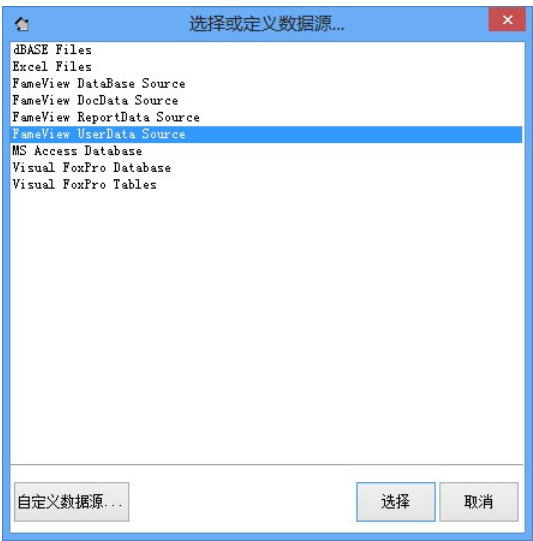 选择或定义数据源...
dBASE Files
Excel Files
FameView DataBase Source
FameView DocData Source
FameView ReportData Source
FameView UserData Source
MS Access Database
Visual FoxPro Database
Visual FoxPro Tables
自定义数据源...
选择
取消